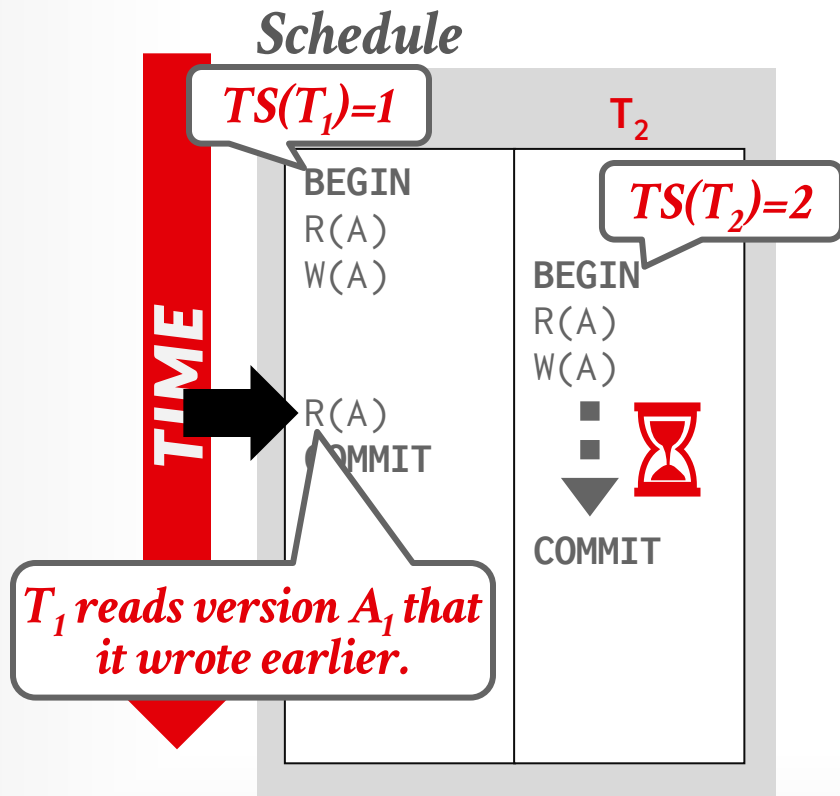 Schedule
TS(T1)=1
T2
TS(T2)=2
BEGIN
R(A)
W(A)
BEGIN
R(A)
W(A)
TIME
R(A)
COMMIT
COMMIT
T1 reads version A1 that
it wrote earlier.